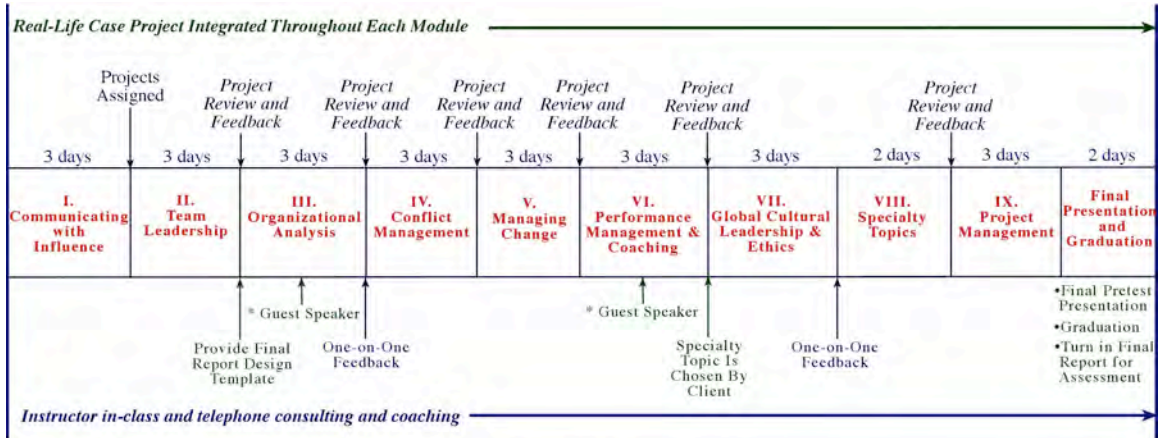 Real-Life Case Project Integrated Throughout Each Module
Projects
Assigned
Project
Review and
Feedback
Project
Review and
Feedback
Project
Review and
Feedback
Project
Review and
Feedback
Project
Review and
Feedback
Project
Review and
Feedback
3 days
3 days
3 days
3 days
3 days
3 days
3 days
2 days
3 days
2 days
I.
Communicating
with
Influence
II.
Team
Leadership
III.
Organizational
Analysis
IV.
Conflict
Management
V.
Managing
Change
VI.
Performance
Management &
Coaching
VII.
Global Cultural
Leadership &
Ethics
VIII.
Specialty
Topics
IX.
Project
Management
Final
Presentation
and
Graduation
* Guest Speaker
Provide Final
Report Design
Template
One-on-One
Feedback
* Guest Speaker
Specialty
Topic Is
Chosen By
Client
One-on-One
Feedback
•Final Pretest
Presentation
•Graduation
•Turn in Final
Report for
Assessment
Instructor in-class and telephone consulting and coaching